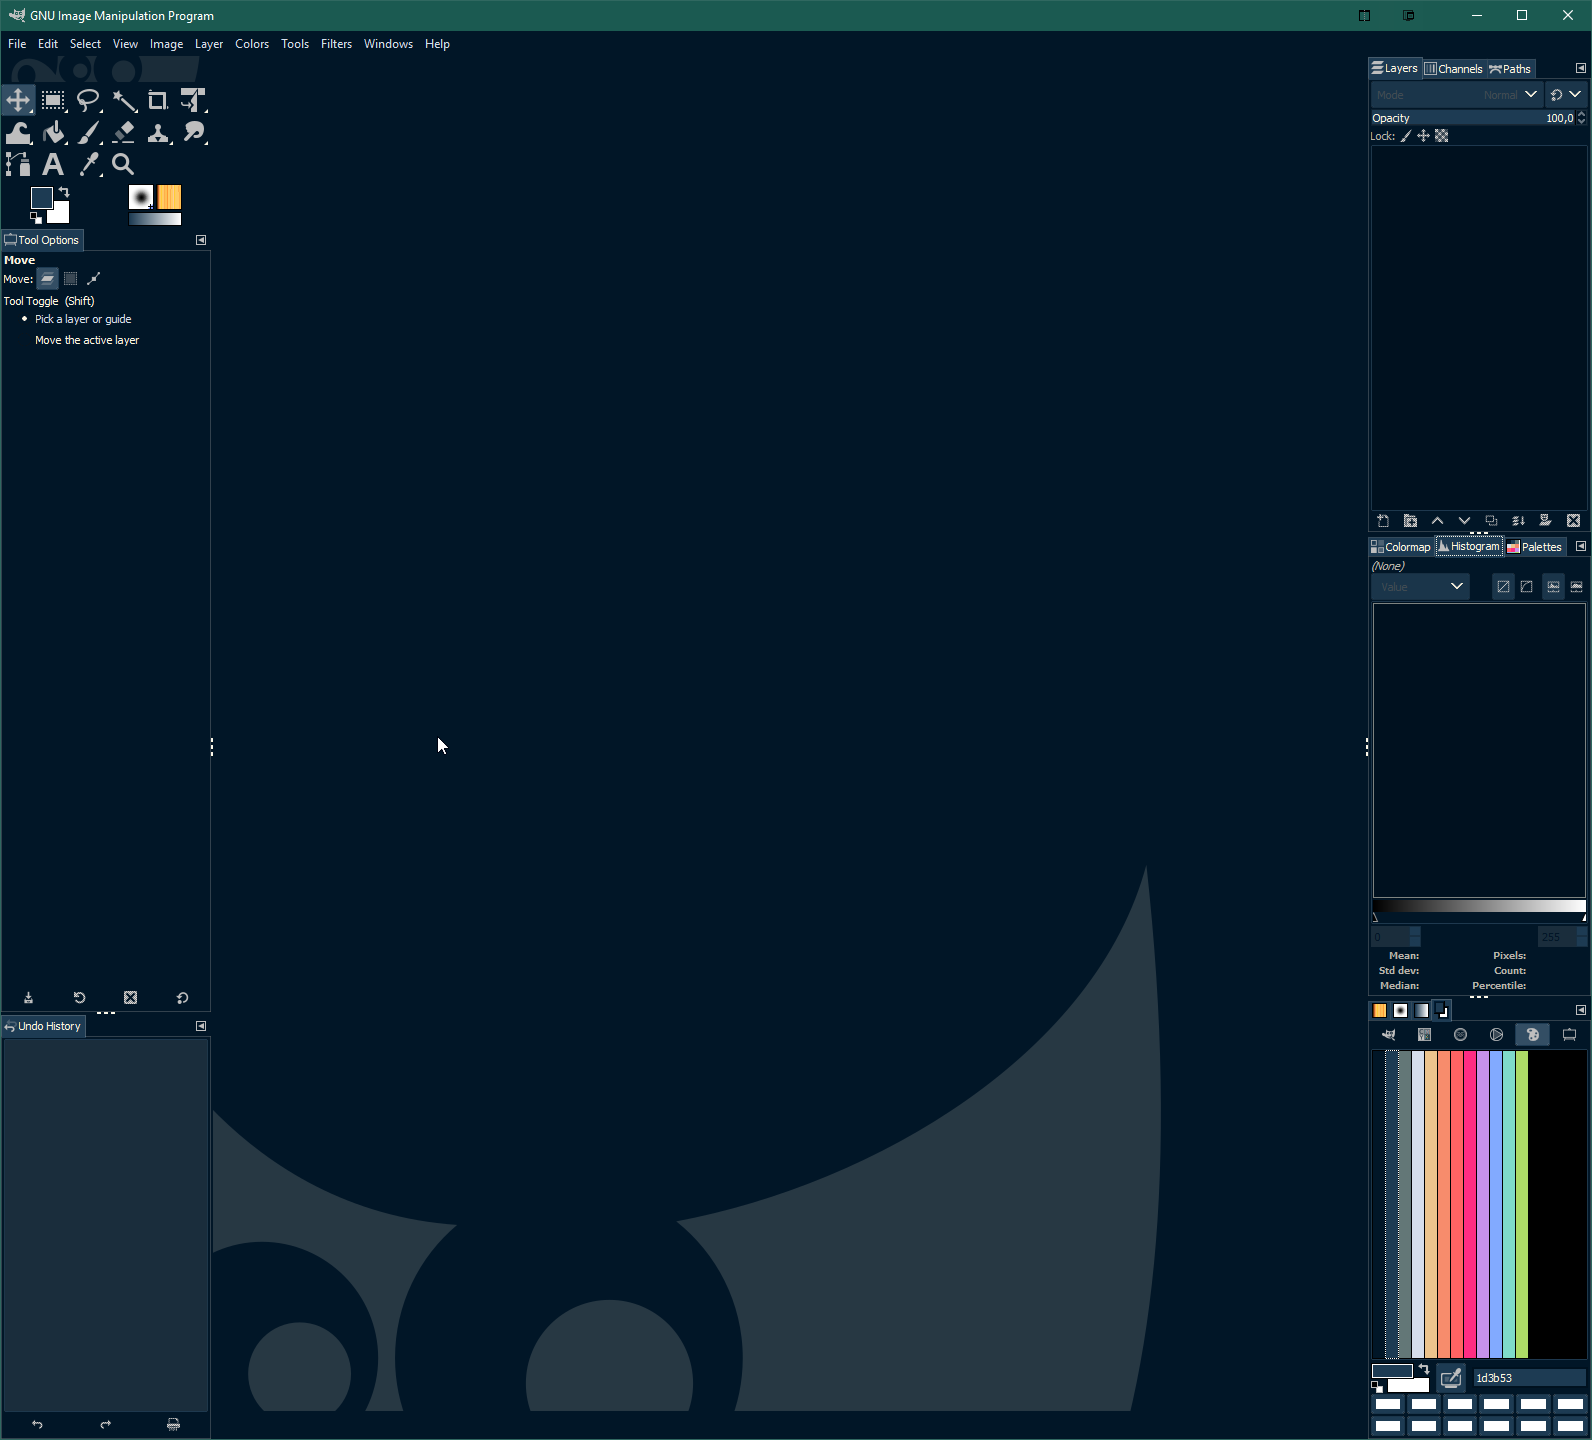 GNU Image Manipulation Program
File Edit Select View Image Layer Colors Tools Filters Windows Help
Layers Channels Paths
Mode Normal
Opacity 100,0
Lock:
Tool Options
Move
Move:
Tool Toggle (Shift)
Pick a layer or guide
Move the active layer
Colormap Histogram Palettes
(None)
Value
0 255
Mean: Pixels:
Std dev: Count:
Median: Percentile:
Undo History
1d3b53